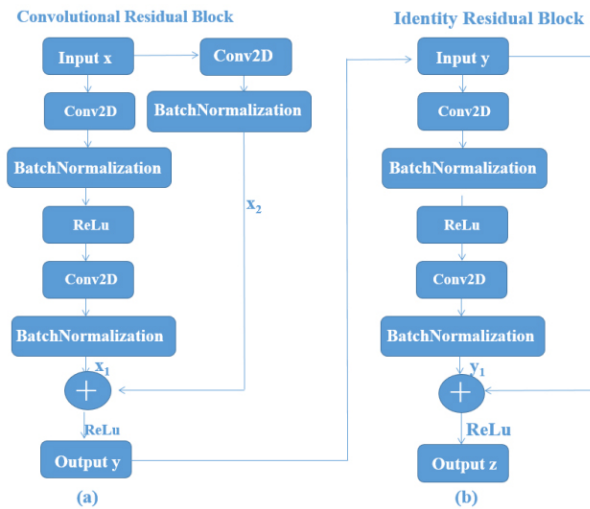 Convolutional Residual Block
Input x
Conv2D
Conv2D
BatchNormalization
BatchNormalization
x₂
ReLu
Conv2D
BatchNormalization
x₁
+
ReLu
Output y
(a)
Identity Residual Block
Input y
Conv2D
BatchNormalization
ReLu
Conv2D
BatchNormalization
y₁
+
ReLu
Output z
(b)